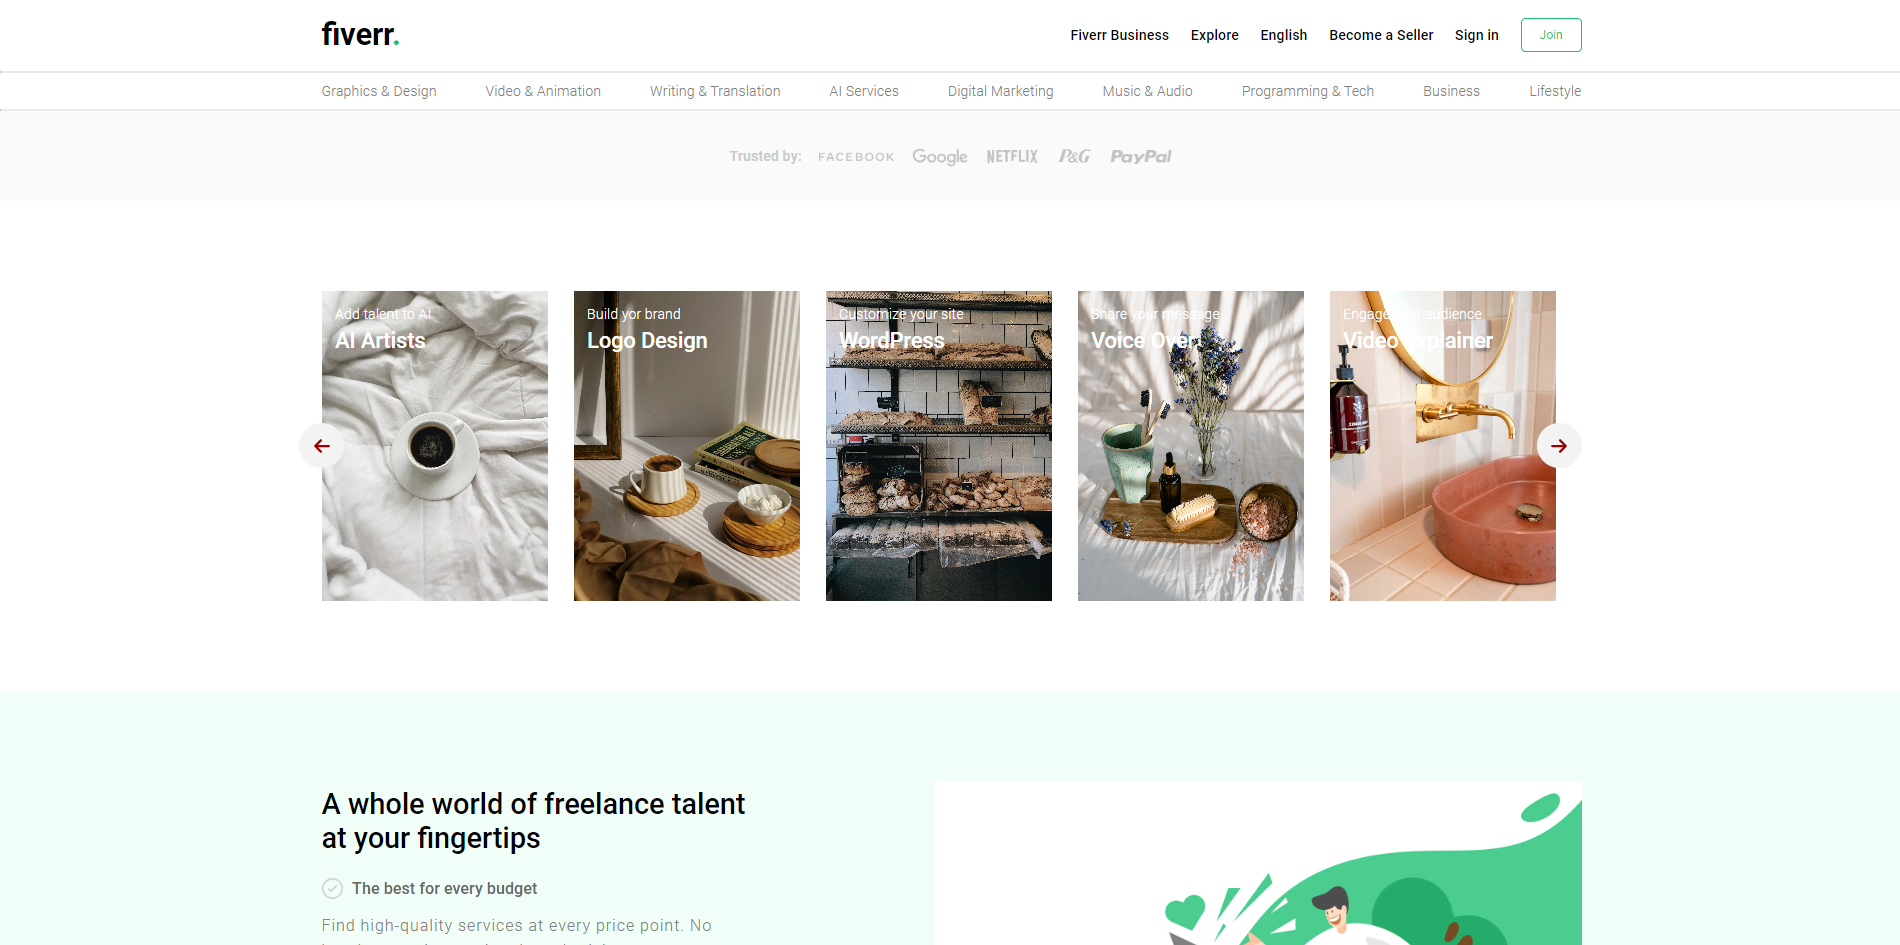 fiverr.
Fiverr Business Explore English Become a Seller Sign in Join
Graphics & Design Video & Animation Writing & Translation AI Services Digital Marketing Music & Audio Programming & Tech Business Lifestyle
Trusted by: FACEBOOK Google NETFLIX P&G PayPal
Add talent to AI
AI Artists
Build yor brand
Logo Design
Customize your site
WordPress
Share your message
Voice Over
Engage your audience
Video Explainer
A whole world of freelance talent
at your fingertips
The best for every budget
Find high-quality services at every price point. No